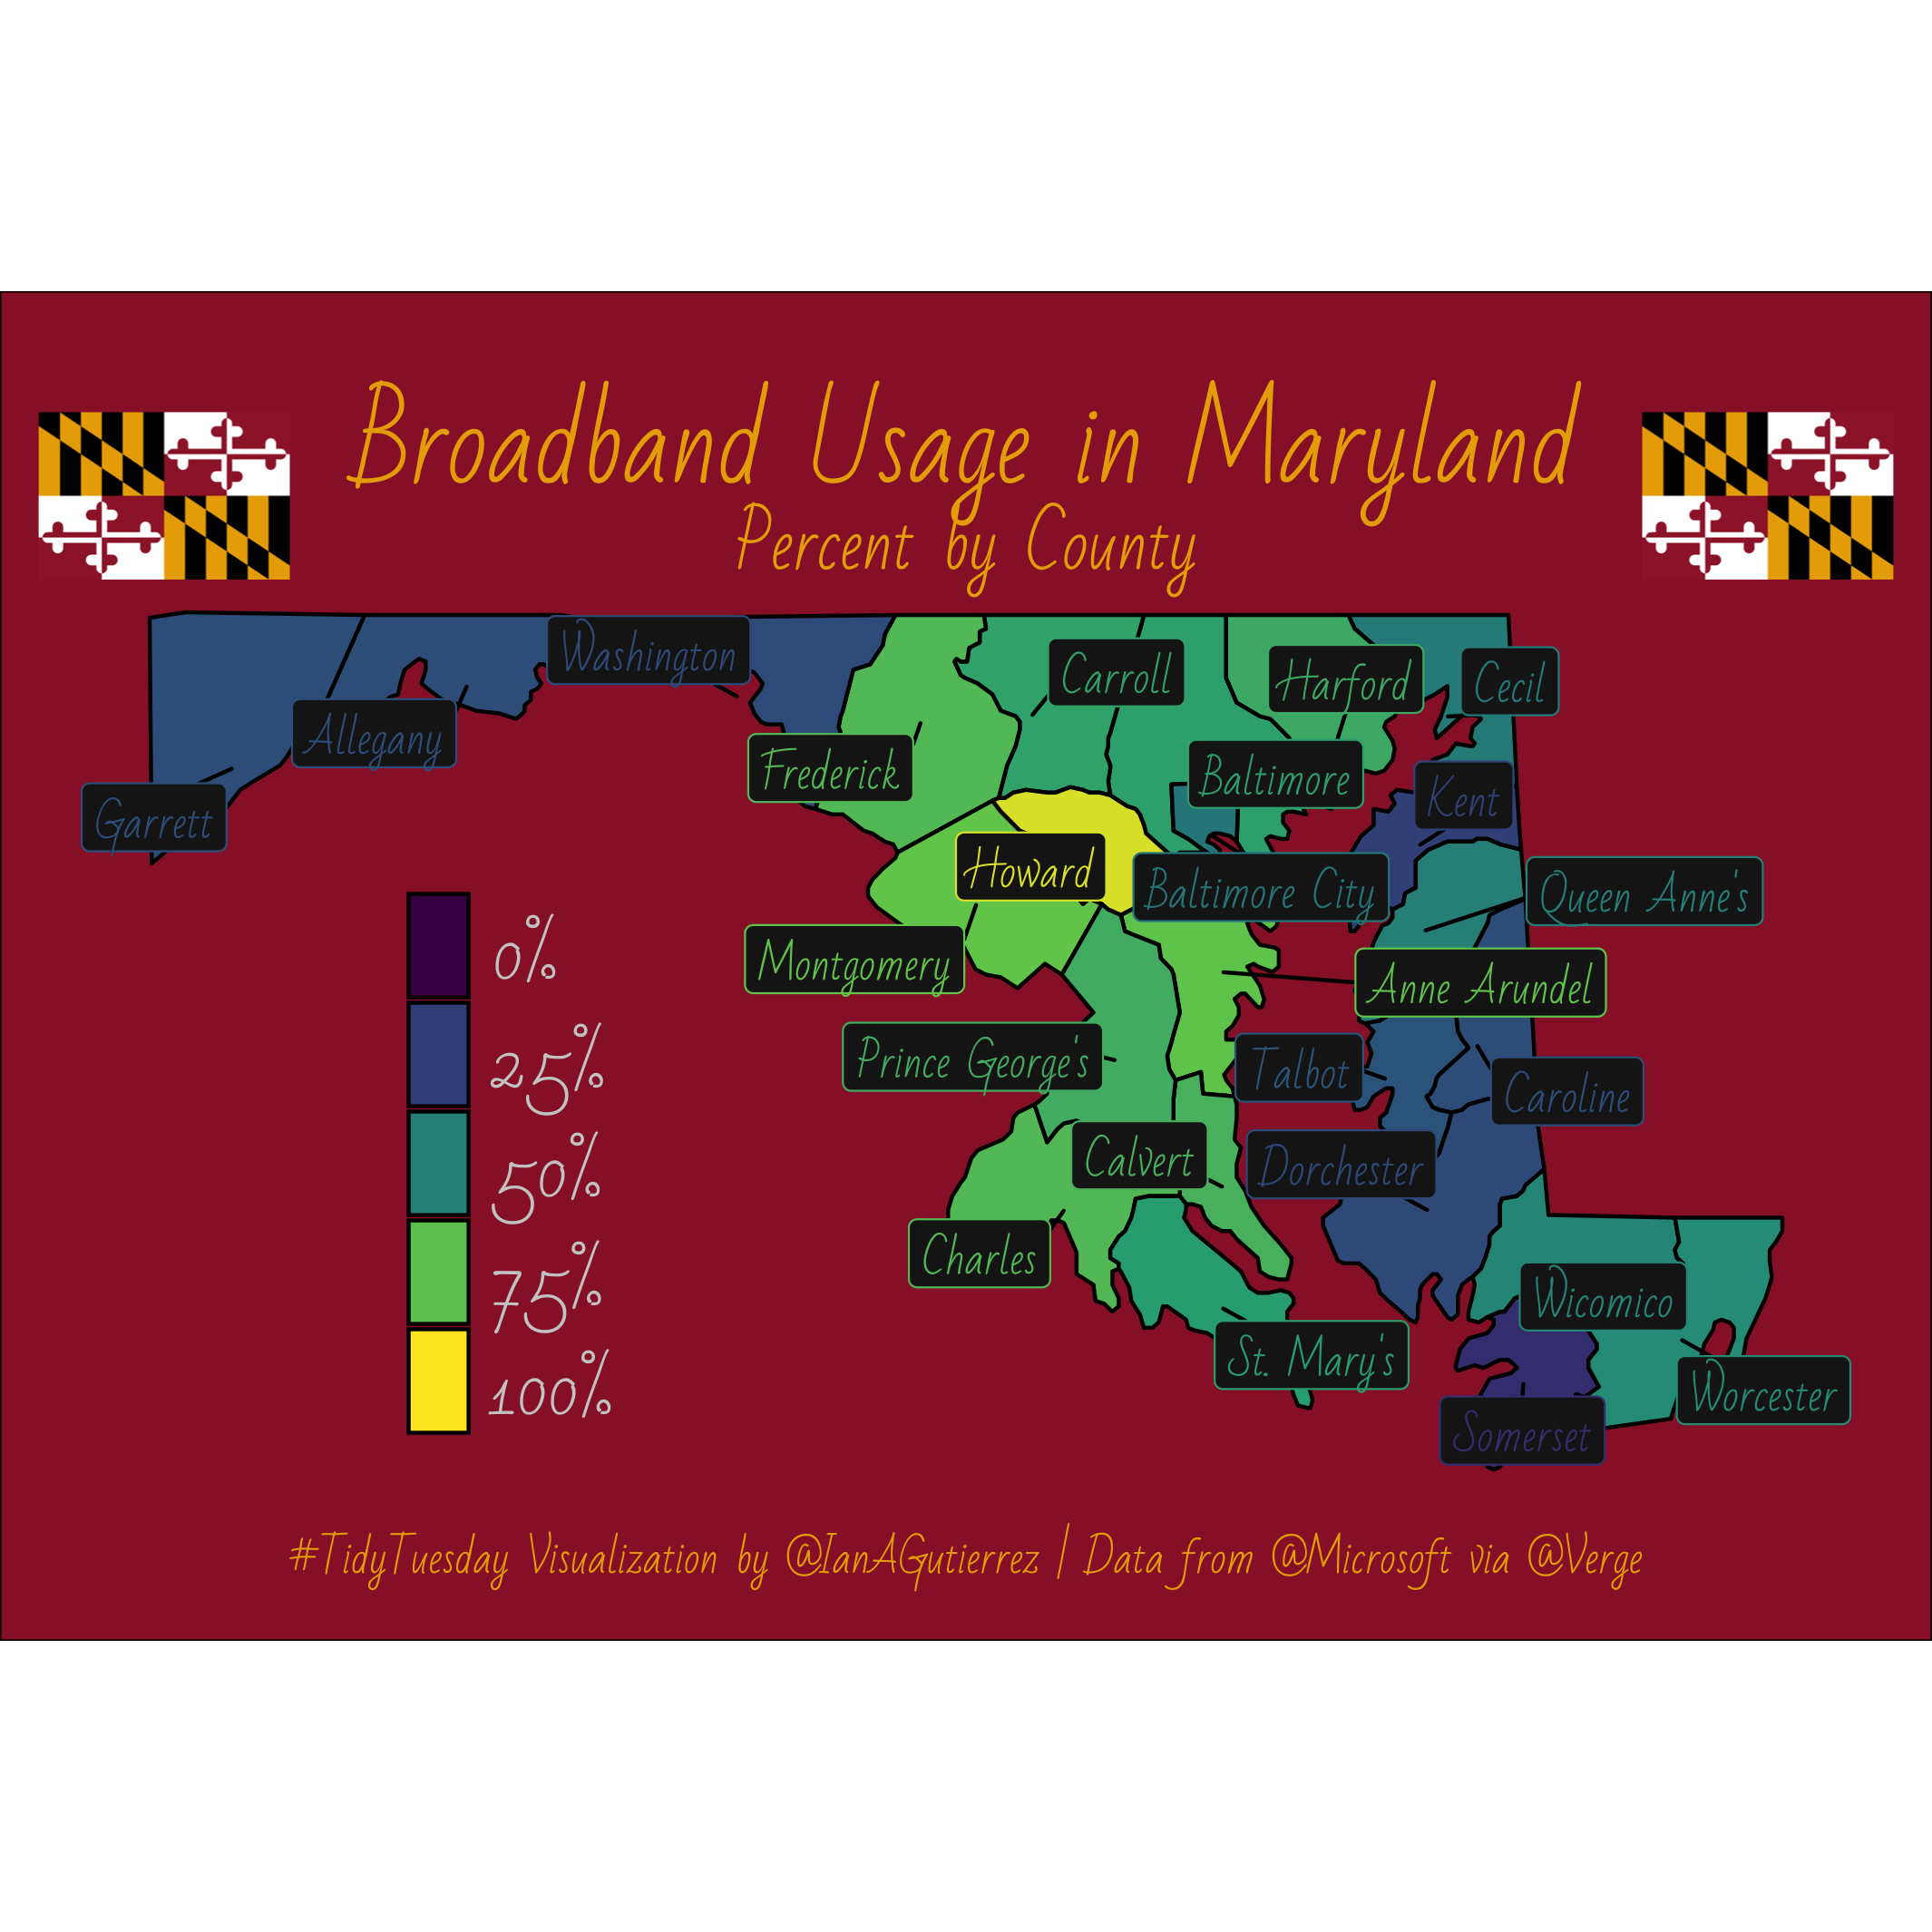 Broadband Usage in Maryland
Percent by County
Washington
Carroll
Harford
Cecil
Allegany
Frederick
Baltimore
Kent
Garrett
Howard
Baltimore City
Queen Anne's
Montgomery
Anne Arundel
Prince George's
Talbot
Caroline
Calvert
Dorchester
Charles
Wicomico
St. Mary's
Worcester
Somerset
0%
25%
50%
75%
100%
#TidyTuesday Visualization by @IanAGutierrez | Data from @Microsoft via @Verge